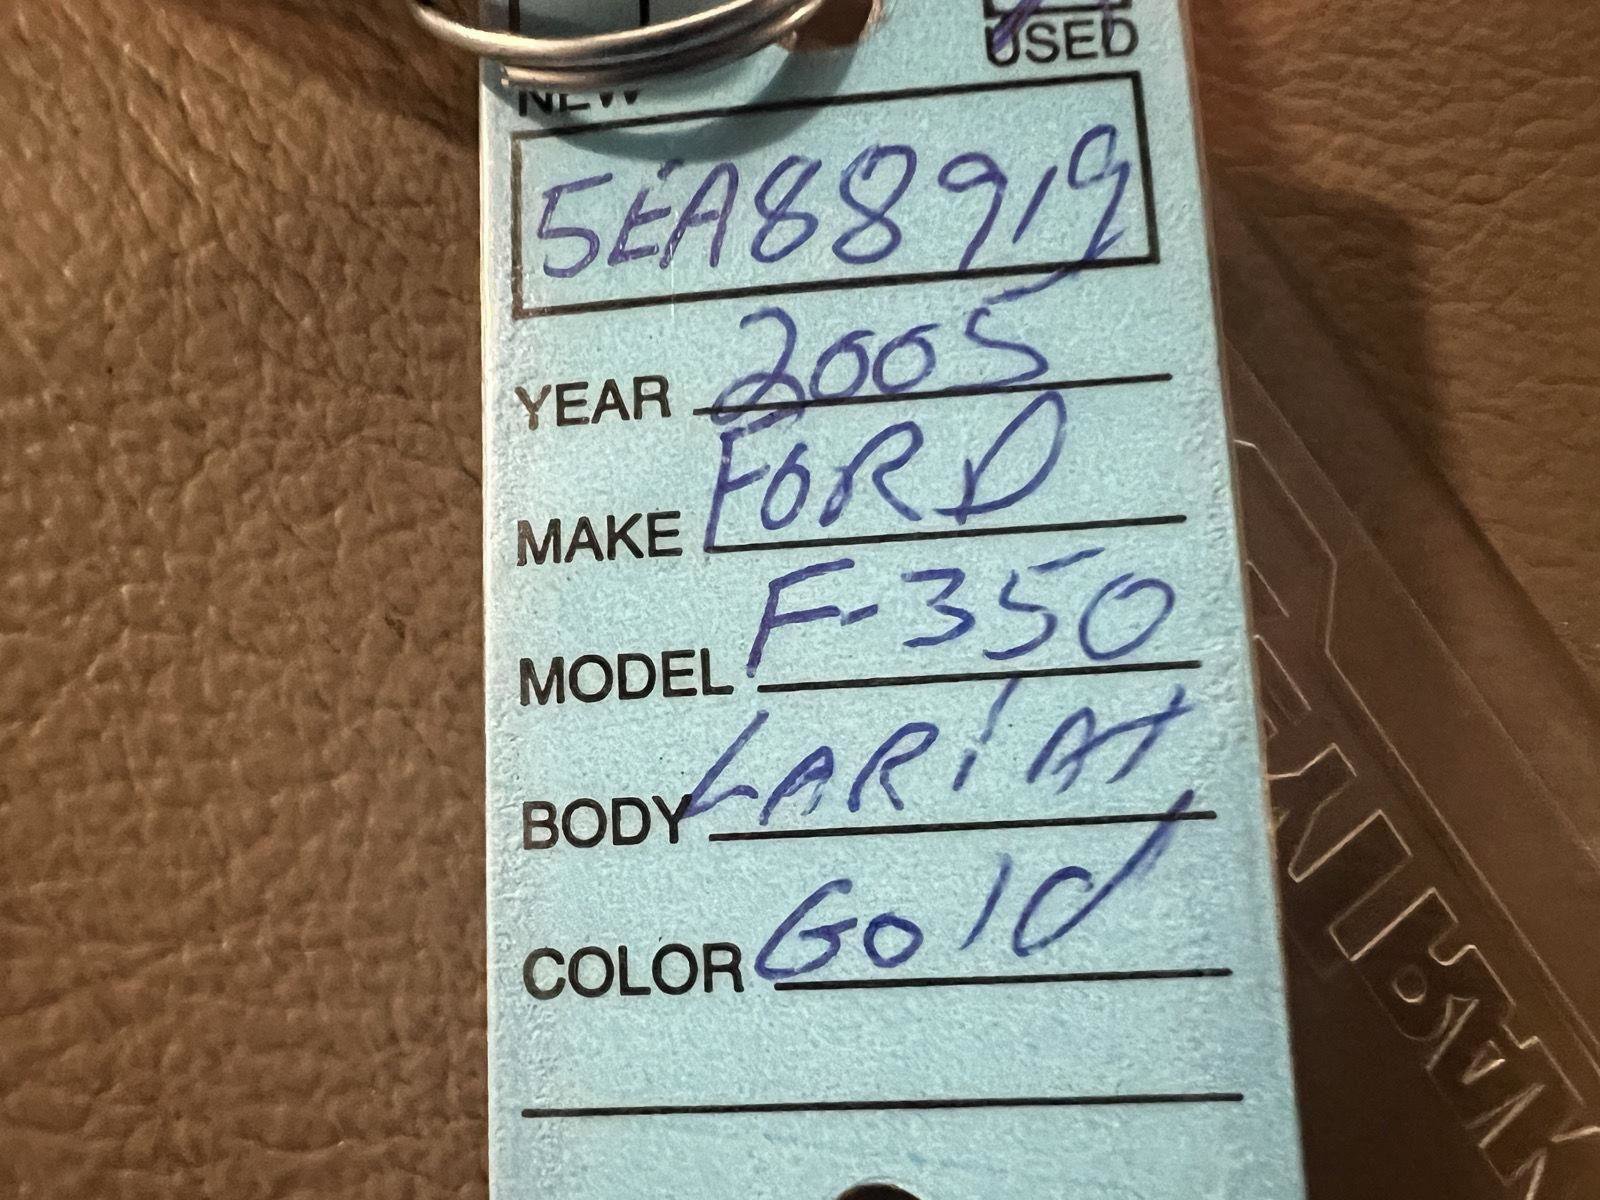 USED
NEW
5EA88919
YEAR 2005
MAKE FORD
MODEL F-350
BODY LARiAt
COLOR Gold